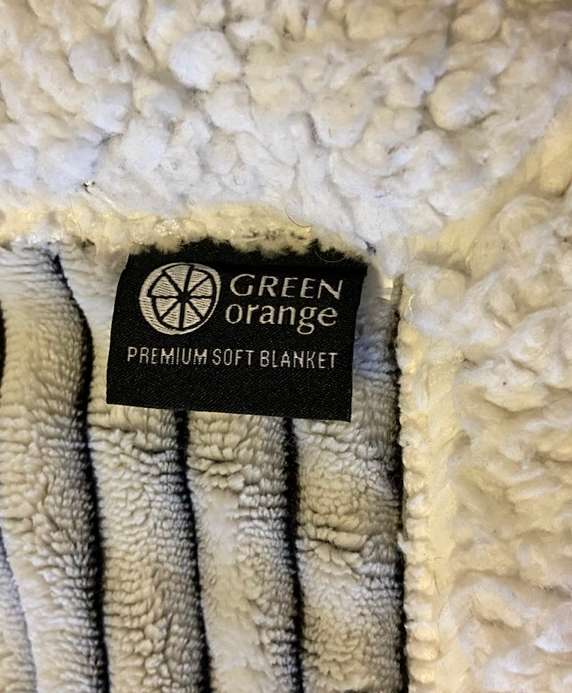 GREEN
orange
PREMIUM SOFT BLANKET